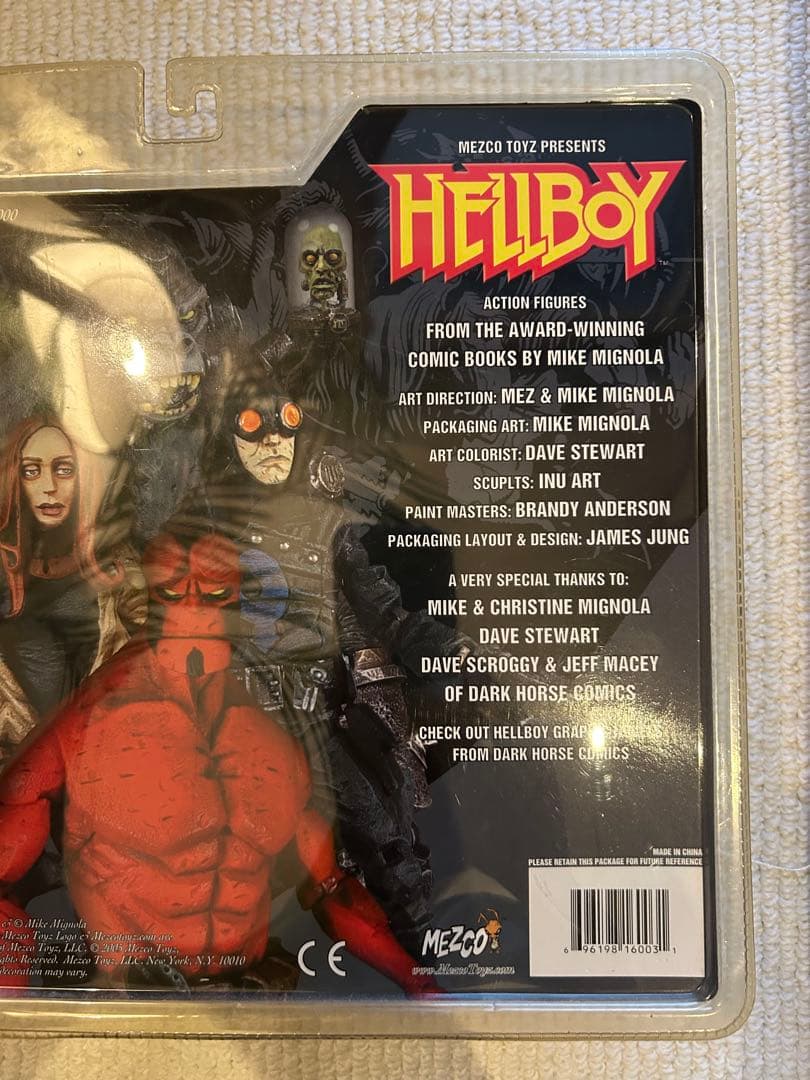 MEZCO TOYZ PRESENTS
HELLBOY
TM
ACTION FIGURES
FROM THE AWARD-WINNING
COMIC BOOKS BY MIKE MIGNOLA
ART DIRECTION: MEZ & MIKE MIGNOLA
PACKAGING ART: MIKE MIGNOLA
ART COLORIST: DAVE STEWART
SCUPLTS: INU ART
PAINT MASTERS: BRANDY ANDERSON
PACKAGING LAYOUT & DESIGN: JAMES JUNG
A VERY SPECIAL THANKS TO:
MIKE & CHRISTINE MIGNOLA
DAVE STEWART
DAVE SCROGGY & JEFF MACEY
OF DARK HORSE COMICS
CHECK OUT HELLBOY
FROM DARK HORSE COMICS
MADE IN CHINA
PLEASE RETAIN THIS PACKAGE FOR FUTURE REFERENCE
6 96198 16003 1
MEZCO
www.MezcoToyz.com
CE
© Mike Mignola
Mezco Toyz Logo & Mezcotoyz.com are
of Mezco Toyz, LLC. © 2005 Mezco Toyz,
Rights Reserved. Mezco Toyz, LLC, New York, N.Y. 10010
decoration may vary.